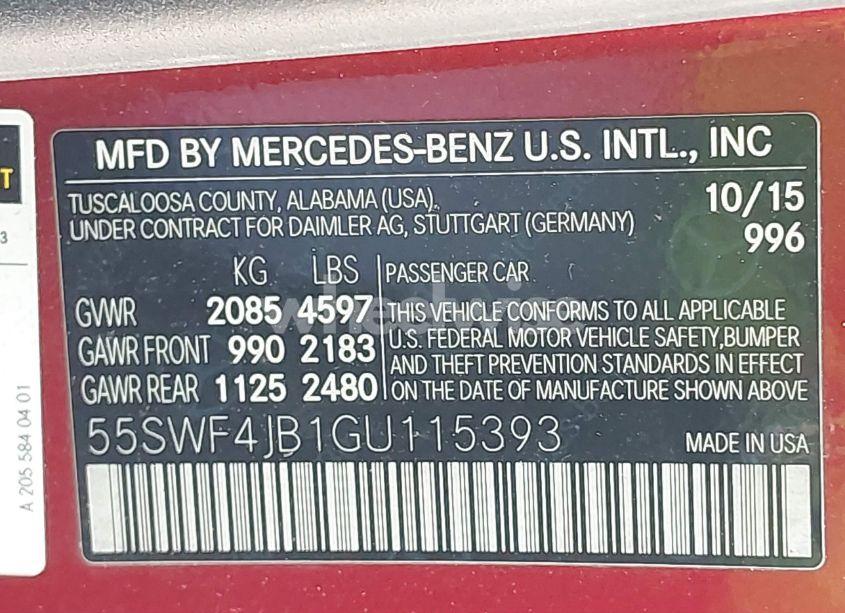 MFD BY MERCEDES-BENZ U.S. INTL., INC
TUSCALOOSA COUNTY, ALABAMA (USA), 10/15
UNDER CONTRACT FOR DAIMLER AG, STUTTGART (GERMANY) 996
KG LBS PASSENGER CAR
GVWR 2085 4597 THIS VEHICLE CONFORMS TO ALL APPLICABLE
GAWR FRONT 990 2183 U.S. FEDERAL MOTOR VEHICLE SAFETY,BUMPER
AND THEFT PREVENTION STANDARDS IN EFFECT
GAWR REAR 1125 2480 ON THE DATE OF MANUFACTURE SHOWN ABOVE
55SWF4JB1GU115393 MADE IN USA
A 205 584 04 01
T
3